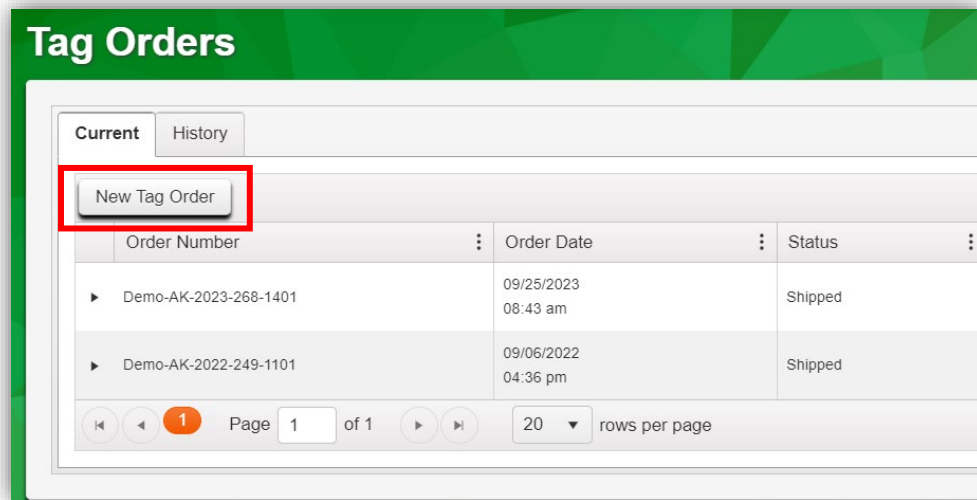 Tag Orders
Current History
New Tag Order
Order Number Order Date Status
Demo-AK-2023-268-1401 09/25/2023 08:43 am Shipped
Demo-AK-2022-249-1101 09/06/2022 04:36 pm Shipped
1 Page 1 of 1 20 rows per page